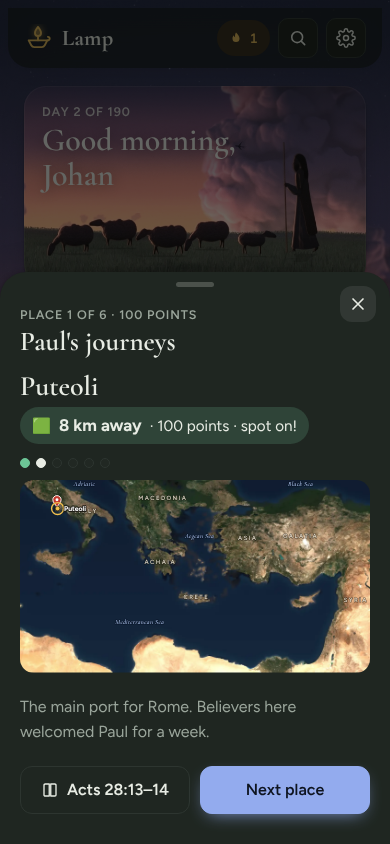 Lamp
1
DAY 2 OF 190
Good morning,
Johan
PLACE 1 OF 6 · 100 POINTS
Paul's journeys
Puteoli
8 km away · 100 points · spot on!
Adriatic
Black Sea
MACEDONIA
Puteoli
Aegean Sea
ASIA
GALATIA
ACHAIA
CRETE
Mediterranean Sea
The main port for Rome. Believers here
welcomed Paul for a week.
Acts 28:13–14
Next place